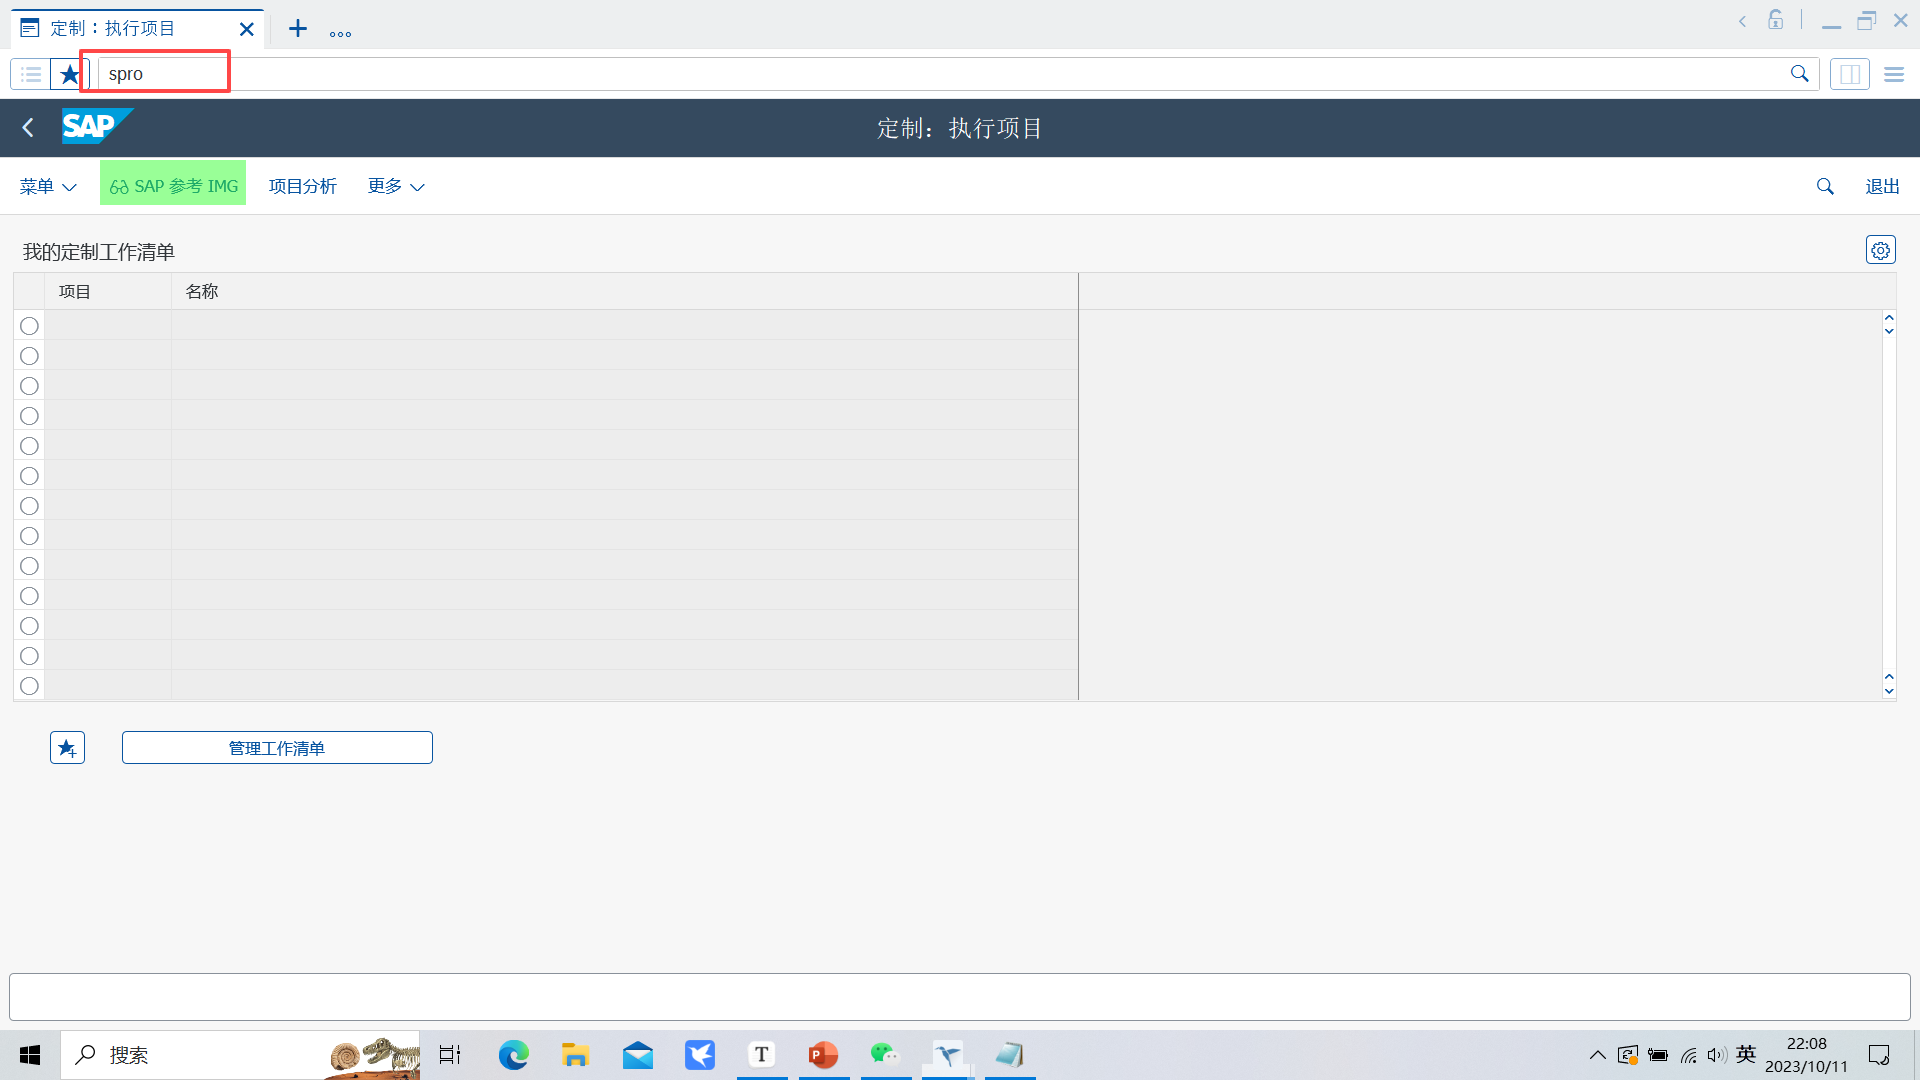 定制：执行项目
spro
SAP
定制：执行项目
菜单
SAP 参考 IMG
项目分析
更多
退出
我的定制工作清单
项目
名称
管理工作清单
搜索
T
P
英
22:08
2023/10/11